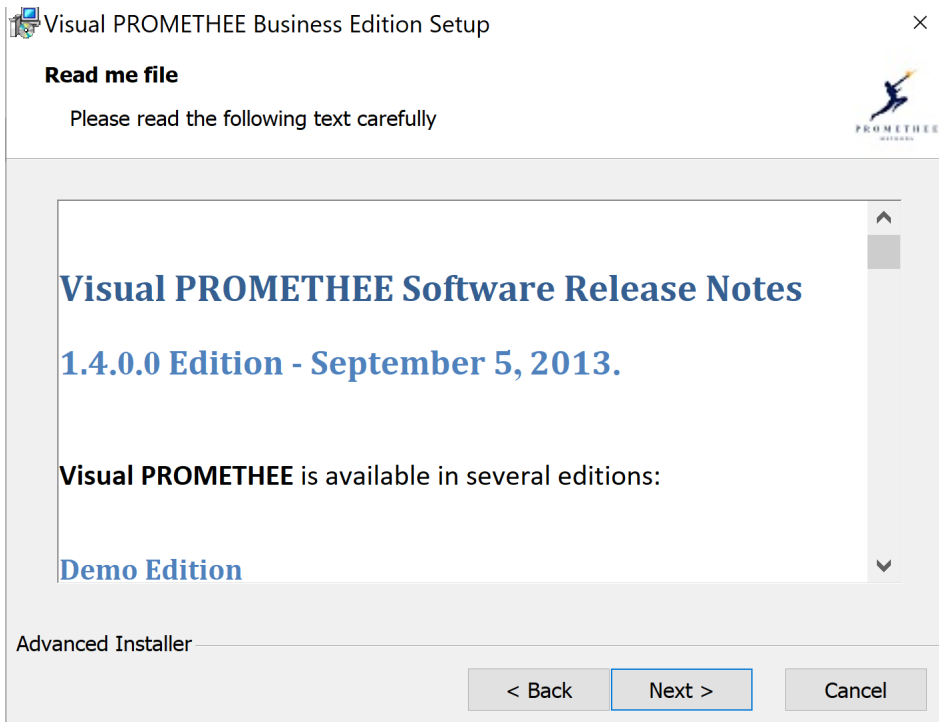 Visual PROMETHEE Business Edition Setup
Read me file
Please read the following text carefully
PROMETHEE
Visual PROMETHEE Software Release Notes
1.4.0.0 Edition - September 5, 2013.
Visual PROMETHEE is available in several editions:
Demo Edition
Advanced Installer
< Back Next > Cancel